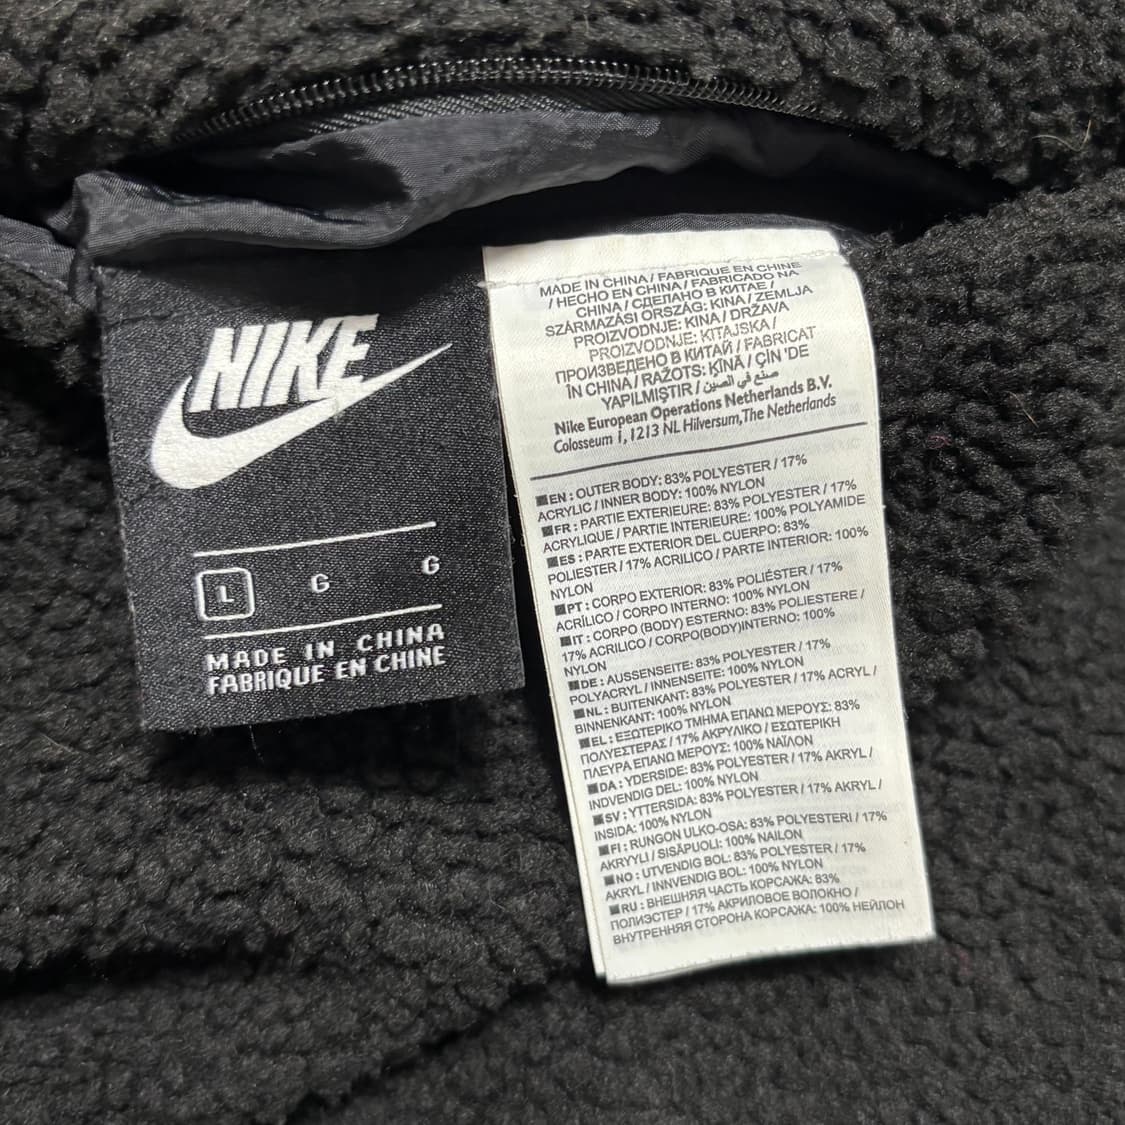 NIKE
L G G
MADE IN CHINA
FABRIQUE EN CHINE
MADE IN CHINA / FABRIQUE EN CHINE
/ HECHO EN CHINA / FABRICADO NA
CHINA / СДЕЛАНО В КИТАЕ /
SZÁRMAZÁSI ORSZÁG: KÍNA / ZEMLJA
PROIZVODNJE: KINA / DRŽAVA
PROIZVODNJE: KITAJSKA /
ПРОИЗВЕДЕНО В КИТАЙ / FABRICAT
ÎN CHINA / RAŽOTS: ĶĪNĀ / ÇİN 'DE
YAPILMIŞTIR / صنع في الصين
Nike European Operations Netherlands B.V.
Colosseum 1, 1213 NL Hilversum, The Netherlands
EN : OUTER BODY: 83% POLYESTER / 17%
ACRYLIC / INNER BODY: 100% NYLON
FR : PARTIE EXTERIEURE: 83% POLYESTER / 17%
ACRYLIQUE / PARTIE INTERIEURE: 100% POLYAMIDE
ES : PARTE EXTERIOR DEL CUERPO: 83%
POLIESTER / 17% ACRILICO / PARTE INTERIOR: 100%
NYLON
PT : CORPO EXTERIOR: 83% POLIÉSTER / 17%
ACRÍLICO / CORPO INTERNO: 100% NYLON
IT : CORPO (BODY) ESTERNO: 83% POLIESTERE /
17% ACRILICO / CORPO(BODY)INTERNO: 100%
NYLON
DE : AUSSENSEITE: 83% POLYESTER / 17%
POLYACRYL / INNENSEITE: 100% NYLON
NL : BUITENKANT: 83% POLYESTER / 17% ACRYL /
BINNENKANT: 100% NYLON
EL : ΕΞΩΤΕΡΙΚΟ ΤΜΗΜΑ ΕΠΑΝΩ ΜΕΡΟΥΣ: 83%
ΠΟΛΥΕΣΤΕΡΑΣ / 17% ΑΚΡΥΛΙΚΟ / ΕΣΩΤΕΡΙΚΗ
ΠΛΕΥΡΑ ΕΠΑΝΩ ΜΕΡΟΥΣ: 100% ΝΑΪΛΟΝ
DA : YDERSIDE: 83% POLYESTER / 17% AKRYL /
INDVENDIG DEL: 100% NYLON
SV : YTTERSIDA: 83% POLYESTER / 17% AKRYL /
INSIDA: 100% NYLON
FI : RUNGON ULKO-OSA: 83% POLYESTERI / 17%
AKRYYLI / SISÄPUOLI: 100% NAILON
NO : UTVENDIG BOL: 83% POLYESTER / 17%
AKRYL / INNVENDIG BOL: 100% NYLON
RU : ВНЕШНЯЯ ЧАСТЬ КОРСАЖА: 83%
ПОЛИЭСТЕР / 17% АКРИЛОВОЕ ВОЛОКНО /
ВНУТРЕННЯЯ СТОРОНА КОРСАЖА: 100% НЕЙЛОН